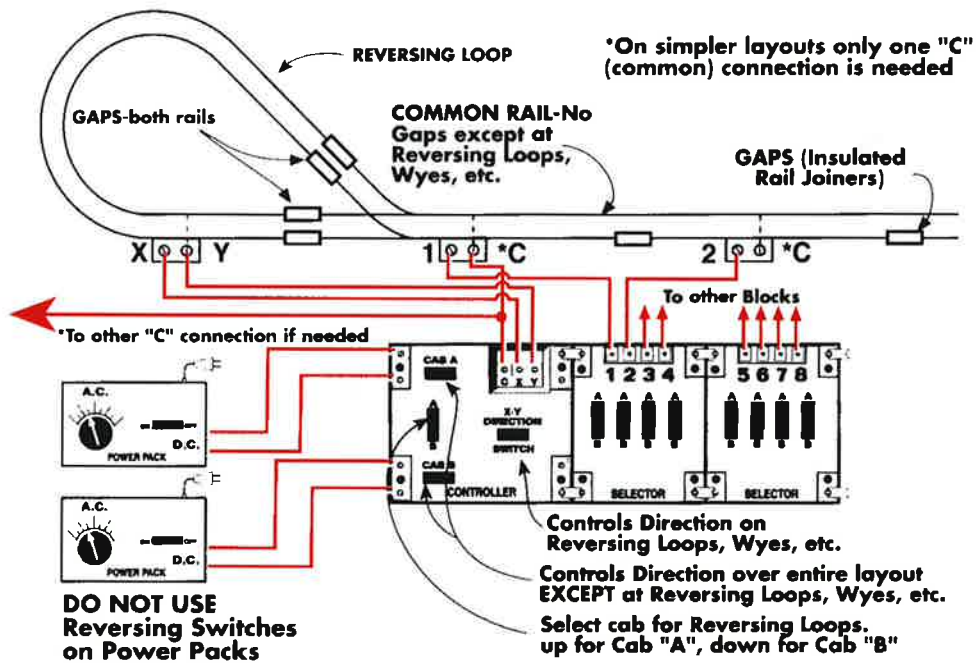 REVERSING LOOP
*On simpler layouts only one "C"
(common) connection is needed
GAPS-both rails
COMMON RAIL-No
Gaps except at
Reversing Loops,
Wyes, etc.
GAPS (Insulated
Rail Joiners)
X Y
1 *C
2 *C
To other Blocks
*To other "C" connection if needed
CAB A
C X Y
1 2 3 4
5 6 7 8
A.C.
ON OFF
D.C.
POWER PACK
A
B
X-Y
DIRECTION
SWITCH
A A A A
B B B B
A A A A
B B B B
CAB B
CONTROLLER
SELECTOR
SELECTOR
A.C.
ON OFF
D.C.
POWER PACK
Controls Direction on
Reversing Loops, Wyes, etc.
Controls Direction over entire layout
EXCEPT at Reversing Loops, Wyes, etc.
DO NOT USE
Reversing Switches
on Power Packs
Select cab for Reversing Loops.
up for Cab "A", down for Cab "B"